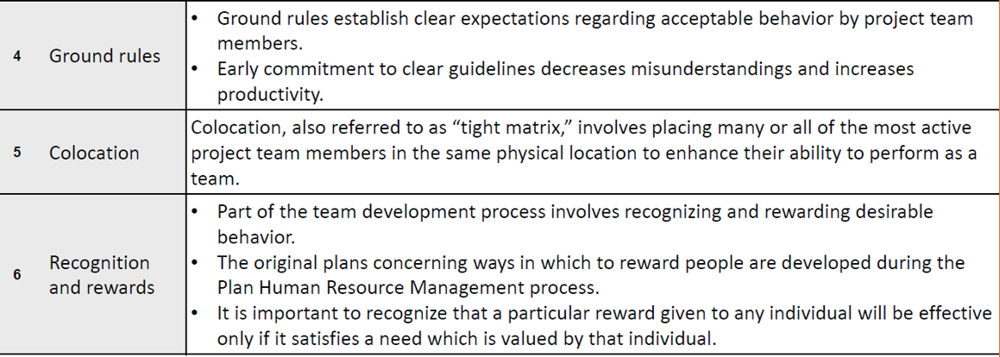 4 Ground rules
• Ground rules establish clear expectations regarding acceptable behavior by project team
members.
• Early commitment to clear guidelines decreases misunderstandings and increases
productivity.
5 Colocation
Colocation, also referred to as “tight matrix,” involves placing many or all of the most active
project team members in the same physical location to enhance their ability to perform as a
team.
6 Recognition
and rewards
• Part of the team development process involves recognizing and rewarding desirable
behavior.
• The original plans concerning ways in which to reward people are developed during the
Plan Human Resource Management process.
• It is important to recognize that a particular reward given to any individual will be effective
only if it satisfies a need which is valued by that individual.